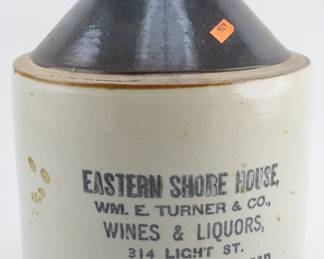 EASTERN SHORE HOUSE,
WM. E. TURNER & CO.,
WINES & LIQUORS,
314 LIGHT ST.